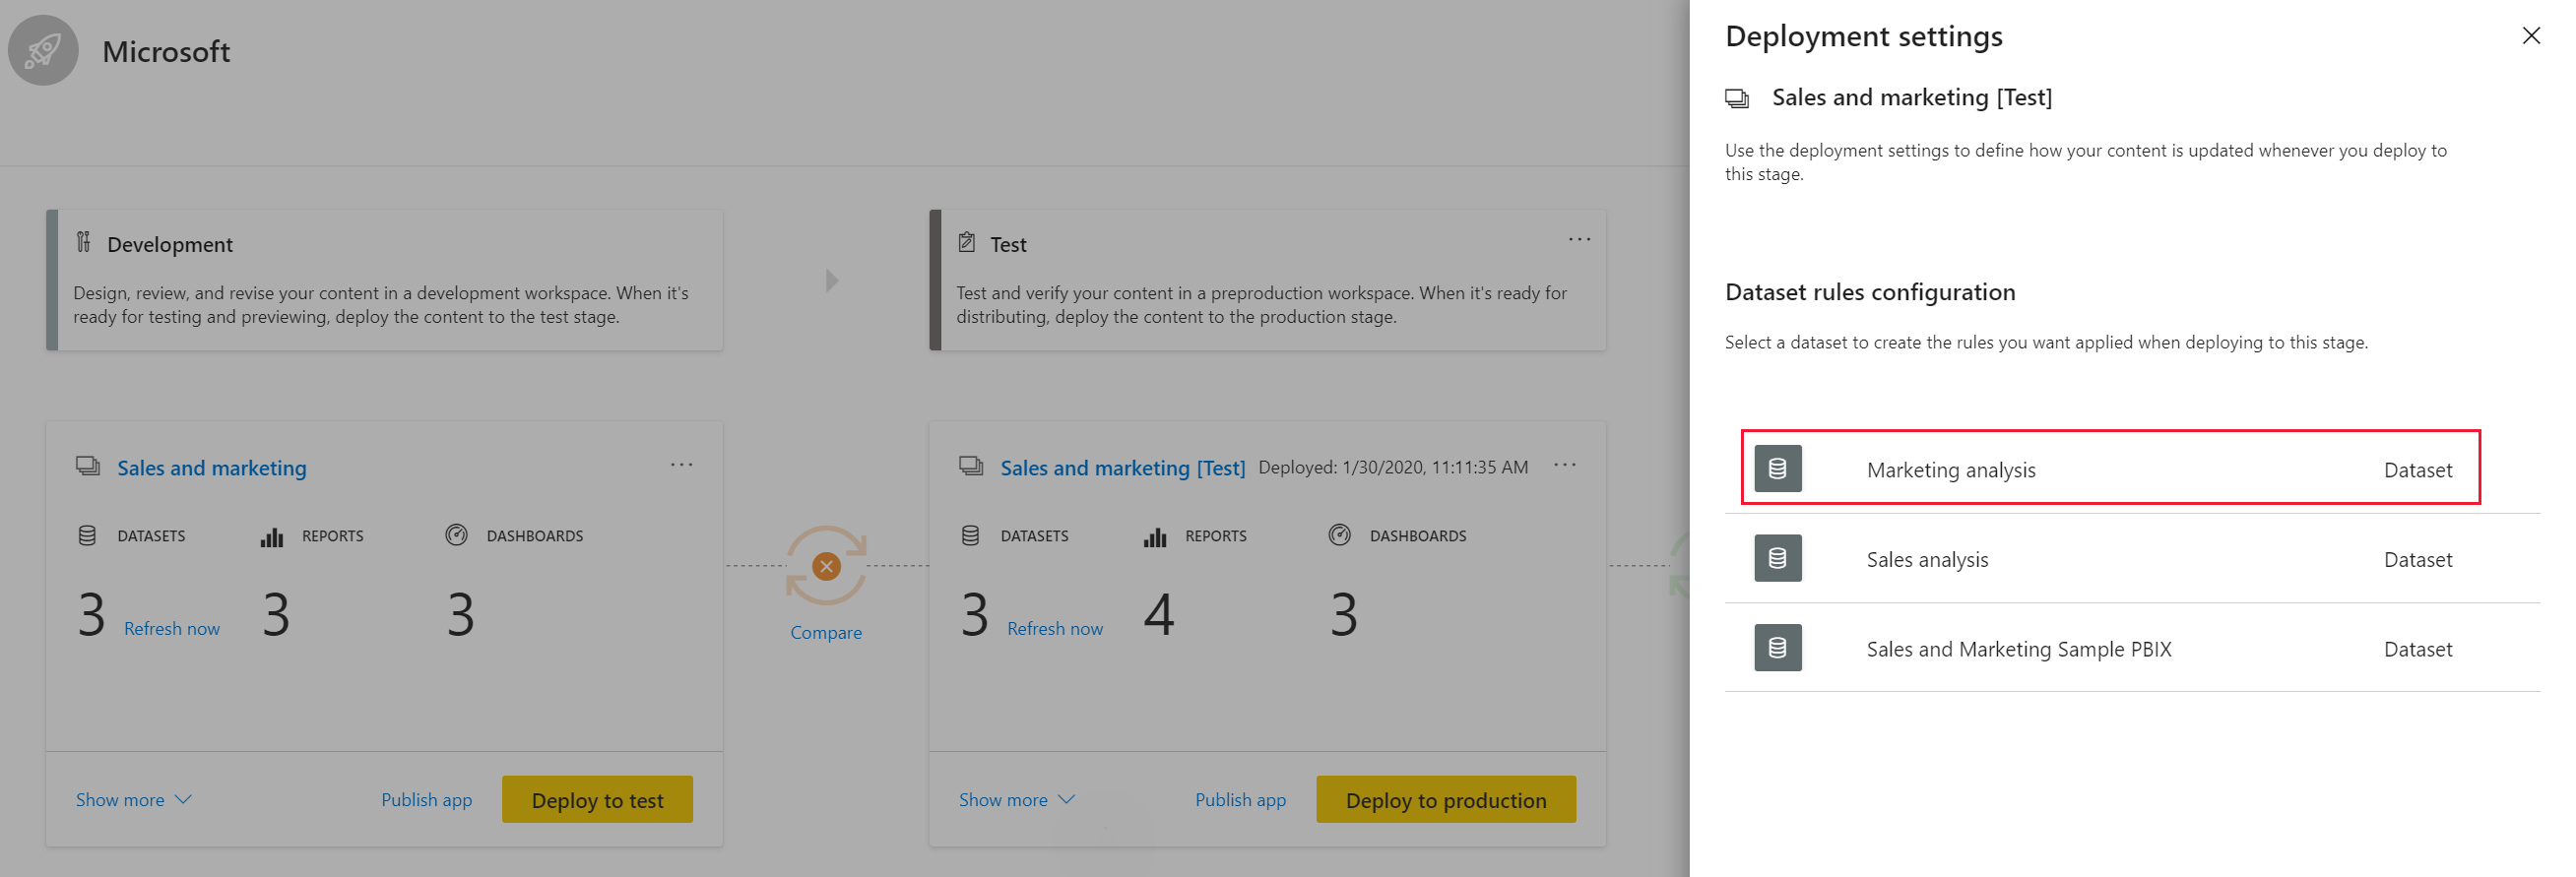 Microsoft
Development
Design, review, and revise your content in a development workspace. When it's
ready for testing and previewing, deploy the content to the test stage.
Test
Test and verify your content in a preproduction workspace. When it's ready for
distributing, deploy the content to the production stage.
Sales and marketing
DATASETS REPORTS DASHBOARDS
3 Refresh now 3 3
Show more Publish app Deploy to test
Compare
Sales and marketing [Test] Deployed: 1/30/2020, 11:11:35 AM
DATASETS REPORTS DASHBOARDS
3 Refresh now 4 3
Show more Publish app Deploy to production
Deployment settings
Sales and marketing [Test]
Use the deployment settings to define how your content is updated whenever you deploy to
this stage.
Dataset rules configuration
Select a dataset to create the rules you want applied when deploying to this stage.
Marketing analysis Dataset
Sales analysis Dataset
Sales and Marketing Sample PBIX Dataset